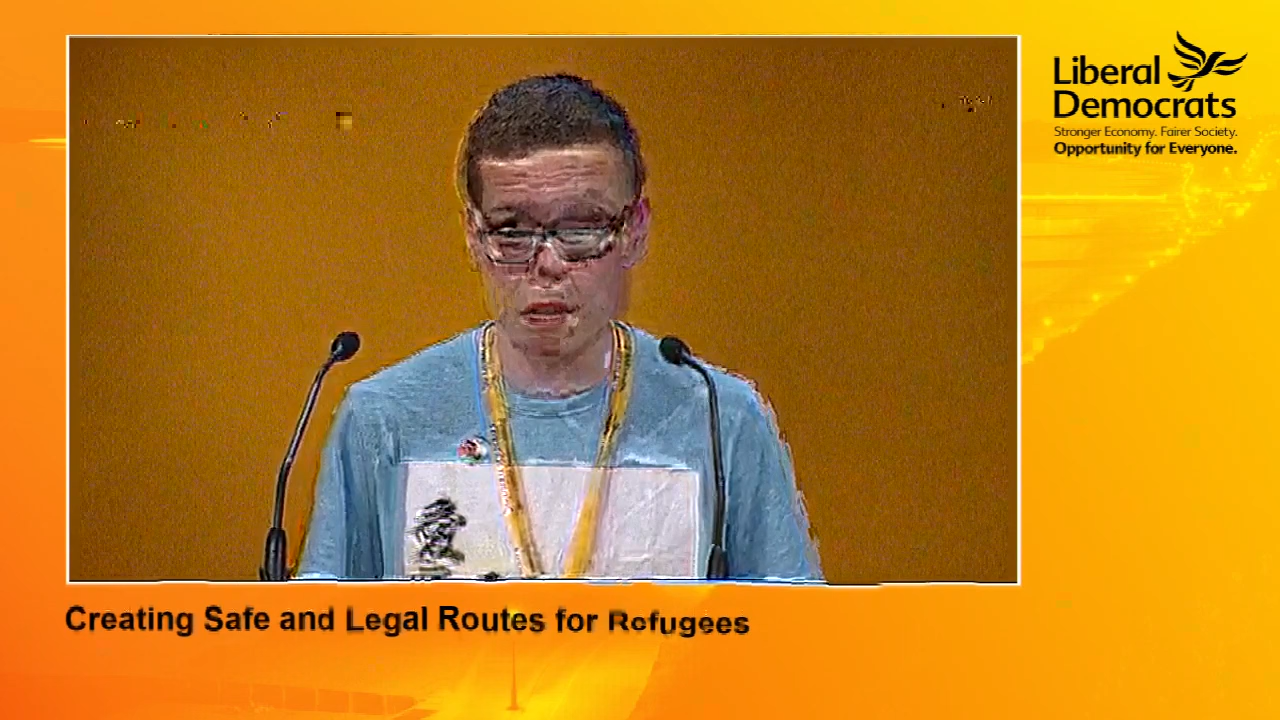 Liberal
Democrats
Stronger Economy. Fairer Society.
Opportunity for Everyone.
Creating Safe and Legal Routes for Refugees